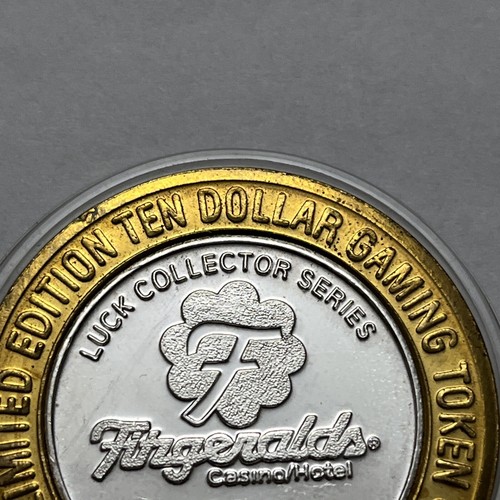 LIMITED EDITION TEN DOLLAR GAMING TOKEN
LUCK COLLECTOR SERIES
F
Fitzgeralds®
Casino/Hotel